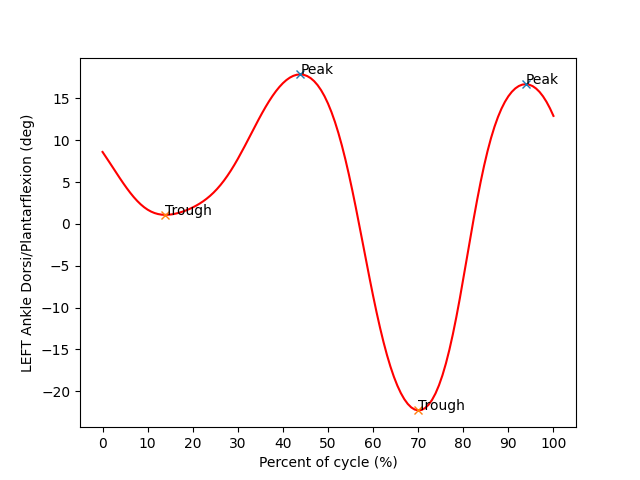 Peak
Peak
Trough
Trough
15
10
5
0
−5
−10
−15
−20
LEFT Ankle Dorsi/Plantarflexion (deg)
0 10 20 30 40 50 60 70 80 90 100
Percent of cycle (%)